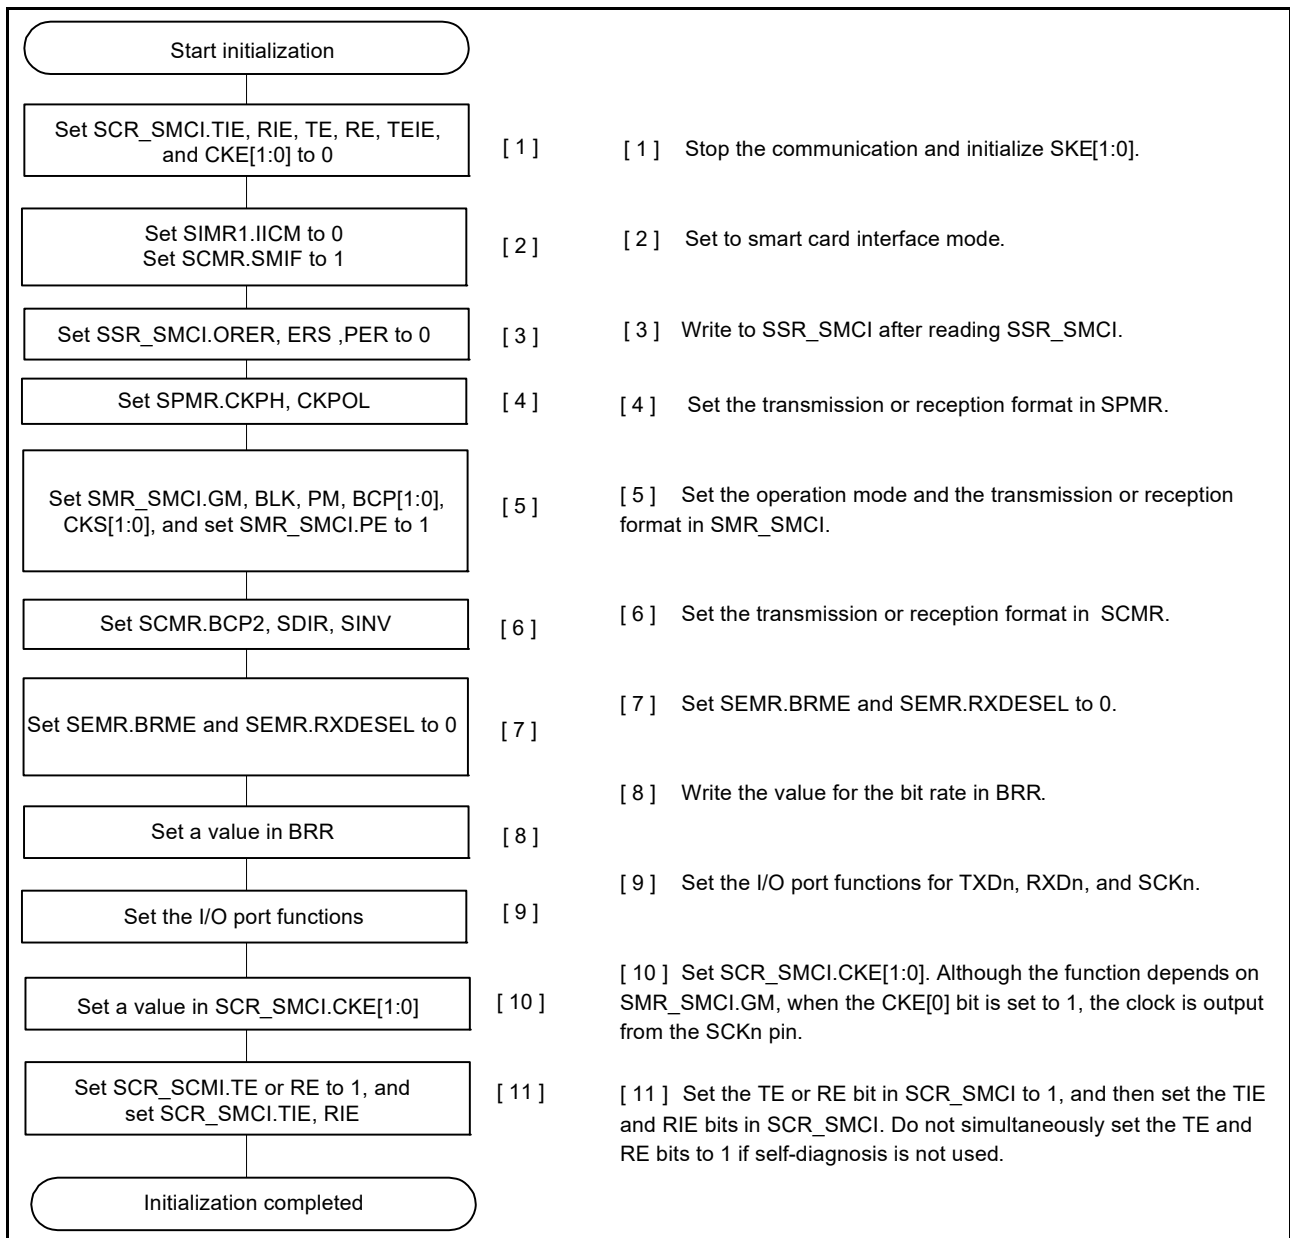 Start initialization
Set SCR_SMCI.TIE, RIE, TE, RE, TEIE,
and CKE[1:0] to 0
[ 1 ]
[ 1 ] Stop the communication and initialize SKE[1:0].
Set SIMR1.IICM to 0
Set SCMR.SMIF to 1
[ 2 ]
[ 2 ] Set to smart card interface mode.
Set SSR_SMCI.ORER, ERS ,PER to 0
[ 3 ]
[ 3 ] Write to SSR_SMCI after reading SSR_SMCI.
Set SPMR.CKPH, CKPOL
[ 4 ]
[ 4 ] Set the transmission or reception format in SPMR.
Set SMR_SMCI.GM, BLK, PM, BCP[1:0],
CKS[1:0], and set SMR_SMCI.PE to 1
[ 5 ]
[ 5 ] Set the operation mode and the transmission or reception
format in SMR_SMCI.
Set SCMR.BCP2, SDIR, SINV
[ 6 ]
[ 6 ] Set the transmission or reception format in SCMR.
Set SEMR.BRME and SEMR.RXDESEL to 0
[ 7 ]
[ 7 ] Set SEMR.BRME and SEMR.RXDESEL to 0.
Set a value in BRR
[ 8 ]
[ 8 ] Write the value for the bit rate in BRR.
Set the I/O port functions
[ 9 ]
[ 9 ] Set the I/O port functions for TXDn, RXDn, and SCKn.
Set a value in SCR_SMCI.CKE[1:0]
[ 10 ]
[ 10 ] Set SCR_SMCI.CKE[1:0]. Although the function depends on
SMR_SMCI.GM, when the CKE[0] bit is set to 1, the clock is output
from the SCKn pin.
Set SCR_SCMI.TE or RE to 1, and
set SCR_SMCI.TIE, RIE
[ 11 ]
[ 11 ] Set the TE or RE bit in SCR_SMCI to 1, and then set the TIE
and RIE bits in SCR_SMCI. Do not simultaneously set the TE and
RE bits to 1 if self-diagnosis is not used.
Initialization completed